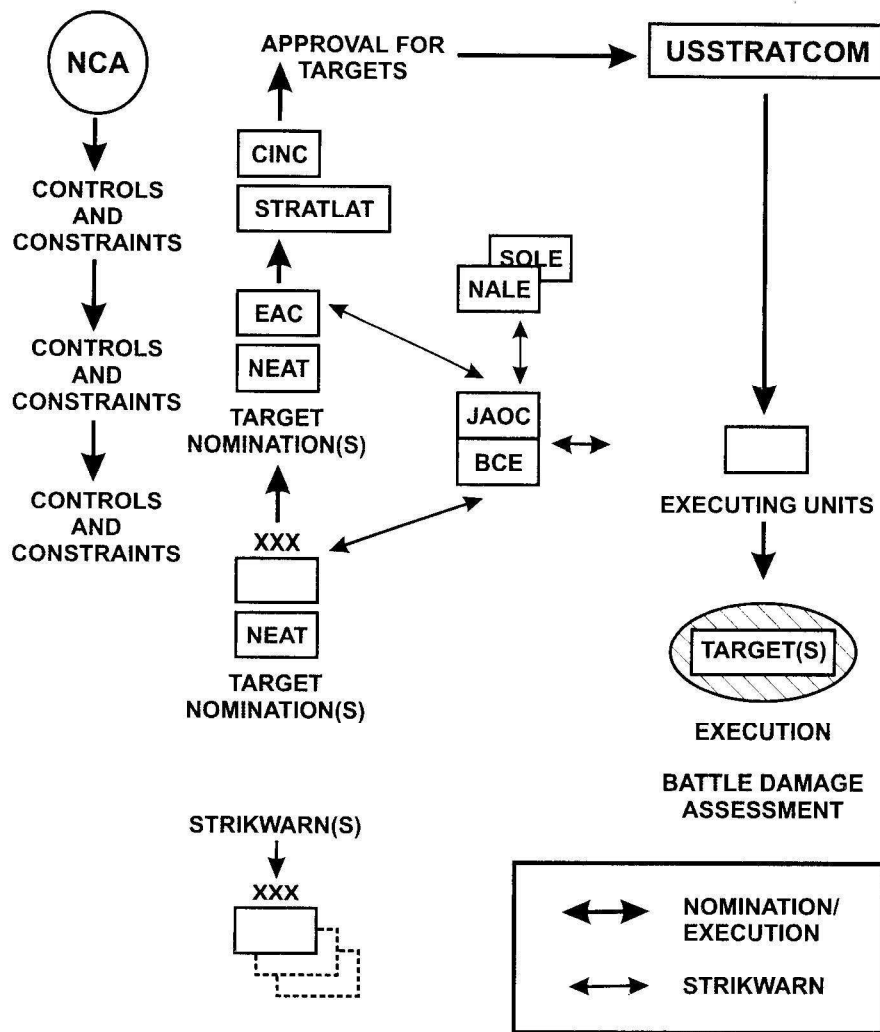 NCA
CONTROLS
AND
CONSTRAINTS
CONTROLS
AND
CONSTRAINTS
CONTROLS
AND
CONSTRAINTS
APPROVAL FOR
TARGETS
CINC
STRATLAT
EAC
NEAT
TARGET
NOMINATION(S)
XXX
NEAT
TARGET
NOMINATION(S)
STRIKWARN(S)
XXX
SOLE
NALE
JAOC
BCE
USSTRATCOM
EXECUTING UNITS
TARGET(S)
EXECUTION
BATTLE DAMAGE
ASSESSMENT
NOMINATION/
EXECUTION
STRIKWARN